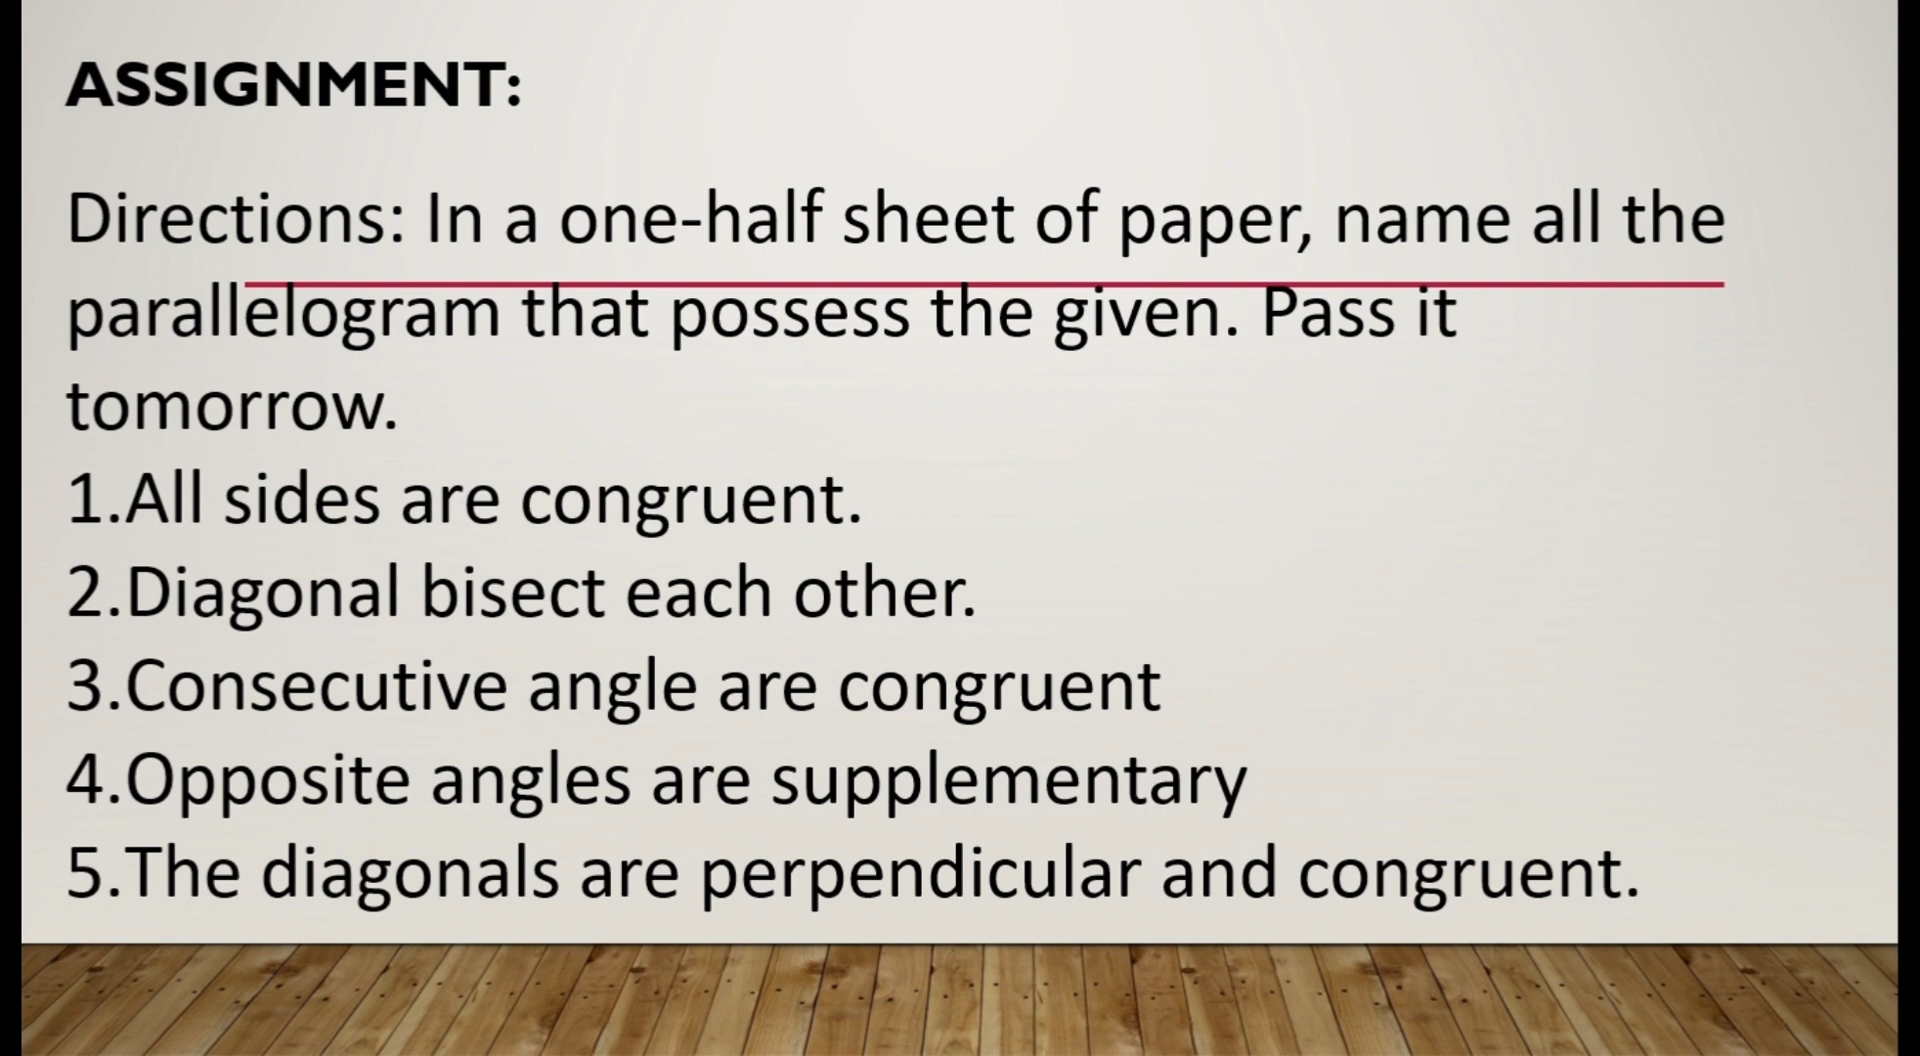 ASSIGNMENT:
Directions: In a one-half sheet of paper, name all the
parallelogram that possess the given. Pass it
tomorrow.
1.All sides are congruent.
2.Diagonal bisect each other.
3.Consecutive angle are congruent
4.Opposite angles are supplementary
5.The diagonals are perpendicular and congruent.